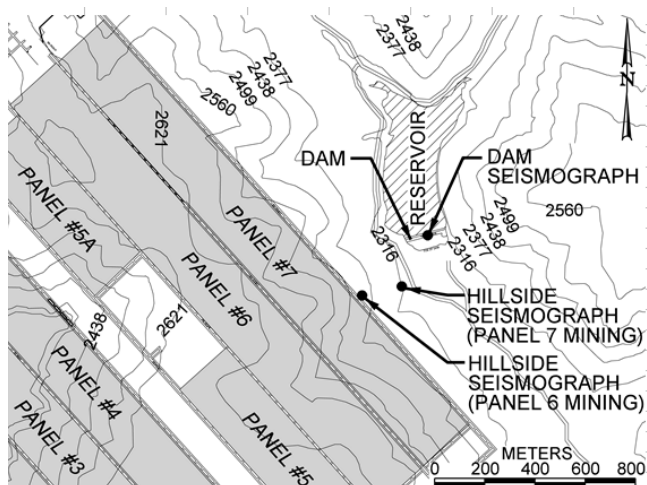 2438
2377
2377
2438
2499
2560
2621
N
DAM
RESERVOIR
DAM
SEISMOGRAPH
2499
2438
2377
2316
2560
2316
PANEL #5A
PANEL #7
PANEL #6
HILLSIDE
SEISMOGRAPH
(PANEL 7 MINING)
HILLSIDE
SEISMOGRAPH
(PANEL 6 MINING)
2438
2621
PANEL #4
PANEL #3
PANEL #5
METERS
0 200 400 600 800